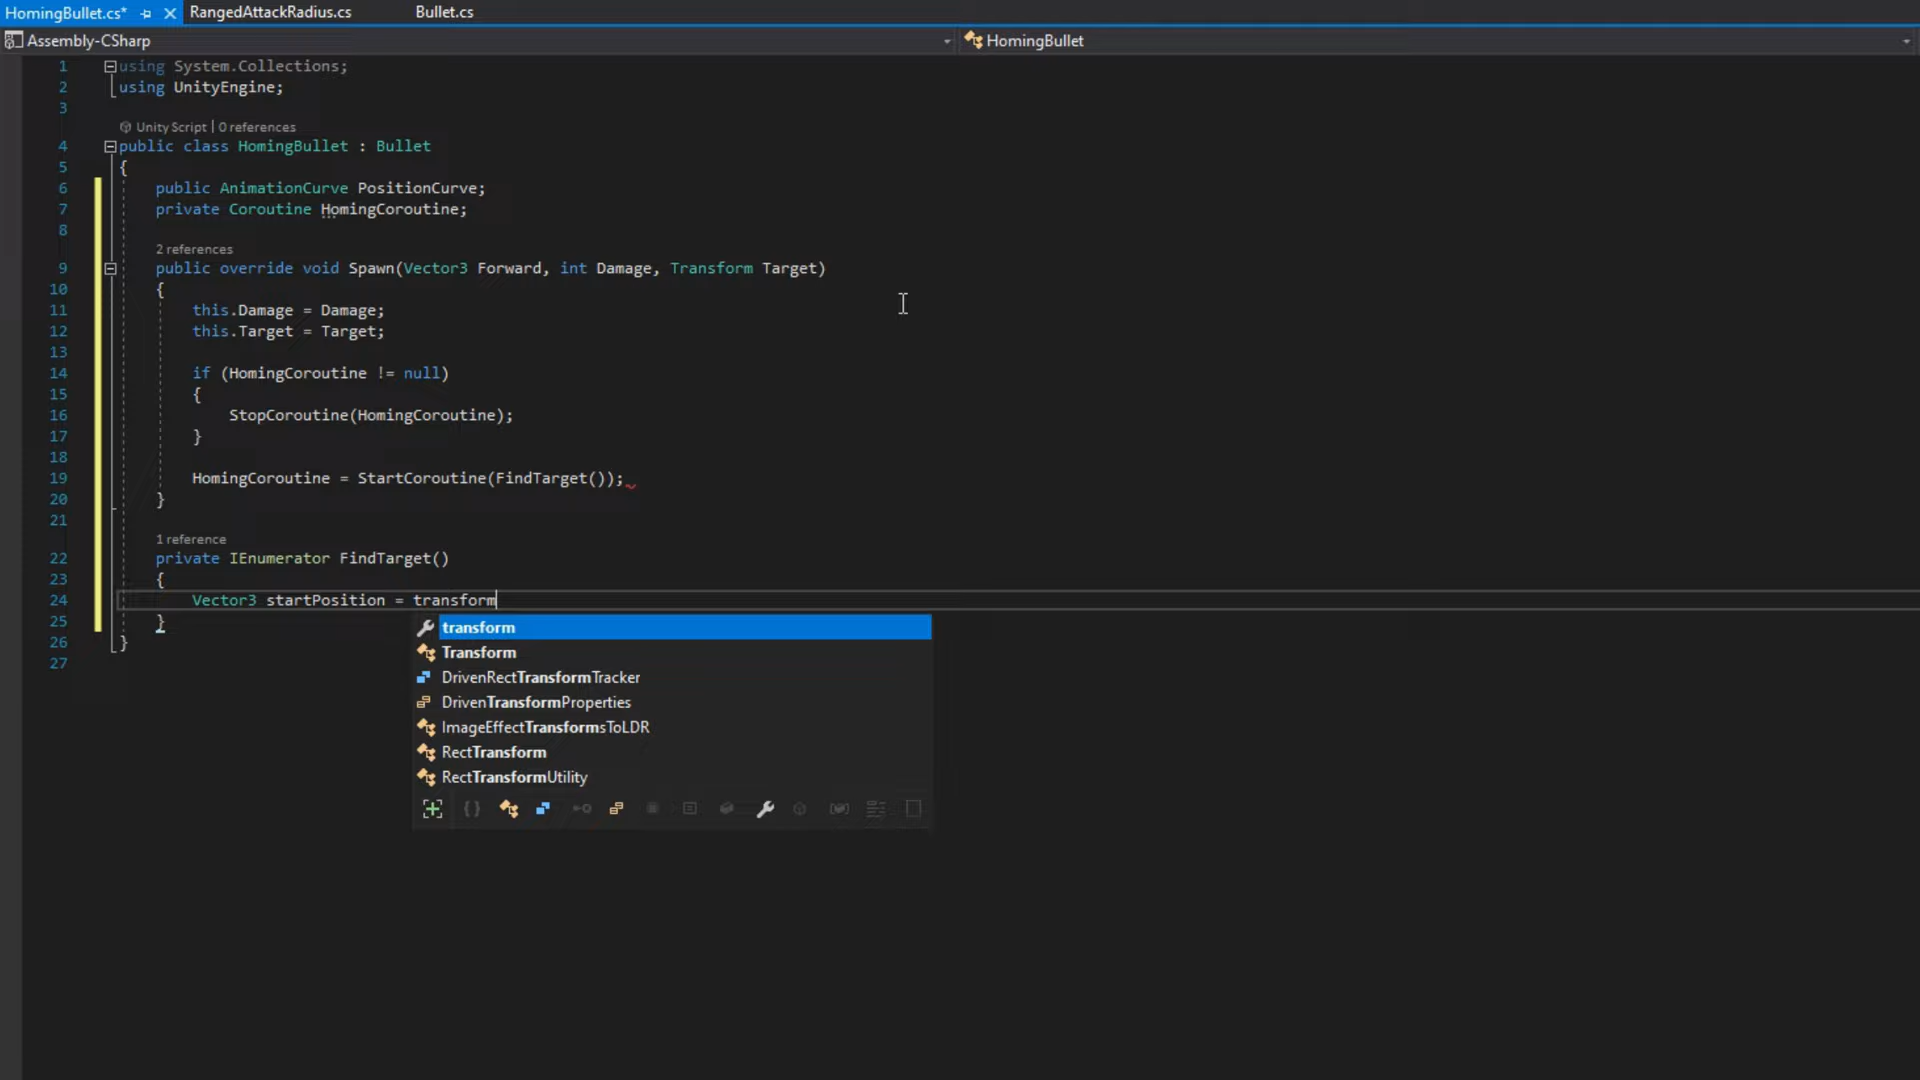 HomingBullet.cs* RangedAttackRadius.cs Bullet.cs
Assembly-CSharp HomingBullet
1 using System.Collections;
2 using UnityEngine;
3
Unity Script | 0 references
4 public class HomingBullet : Bullet
5 {
6 public AnimationCurve PositionCurve;
7 private Coroutine HomingCoroutine;
8
2 references
9 public override void Spawn(Vector3 Forward, int Damage, Transform Target)
10 {
11 this.Damage = Damage;
12 this.Target = Target;
13
14 if (HomingCoroutine != null)
15 {
16 StopCoroutine(HomingCoroutine);
17 }
18
19 HomingCoroutine = StartCoroutine(FindTarget());
20 }
21
1 reference
22 private IEnumerator FindTarget()
23 {
24 Vector3 startPosition = transform
25 }
26 }
27
transform
Transform
DrivenRectTransformTracker
DrivenTransformProperties
ImageEffectTransformsToLDR
RectTransform
RectTransformUtility